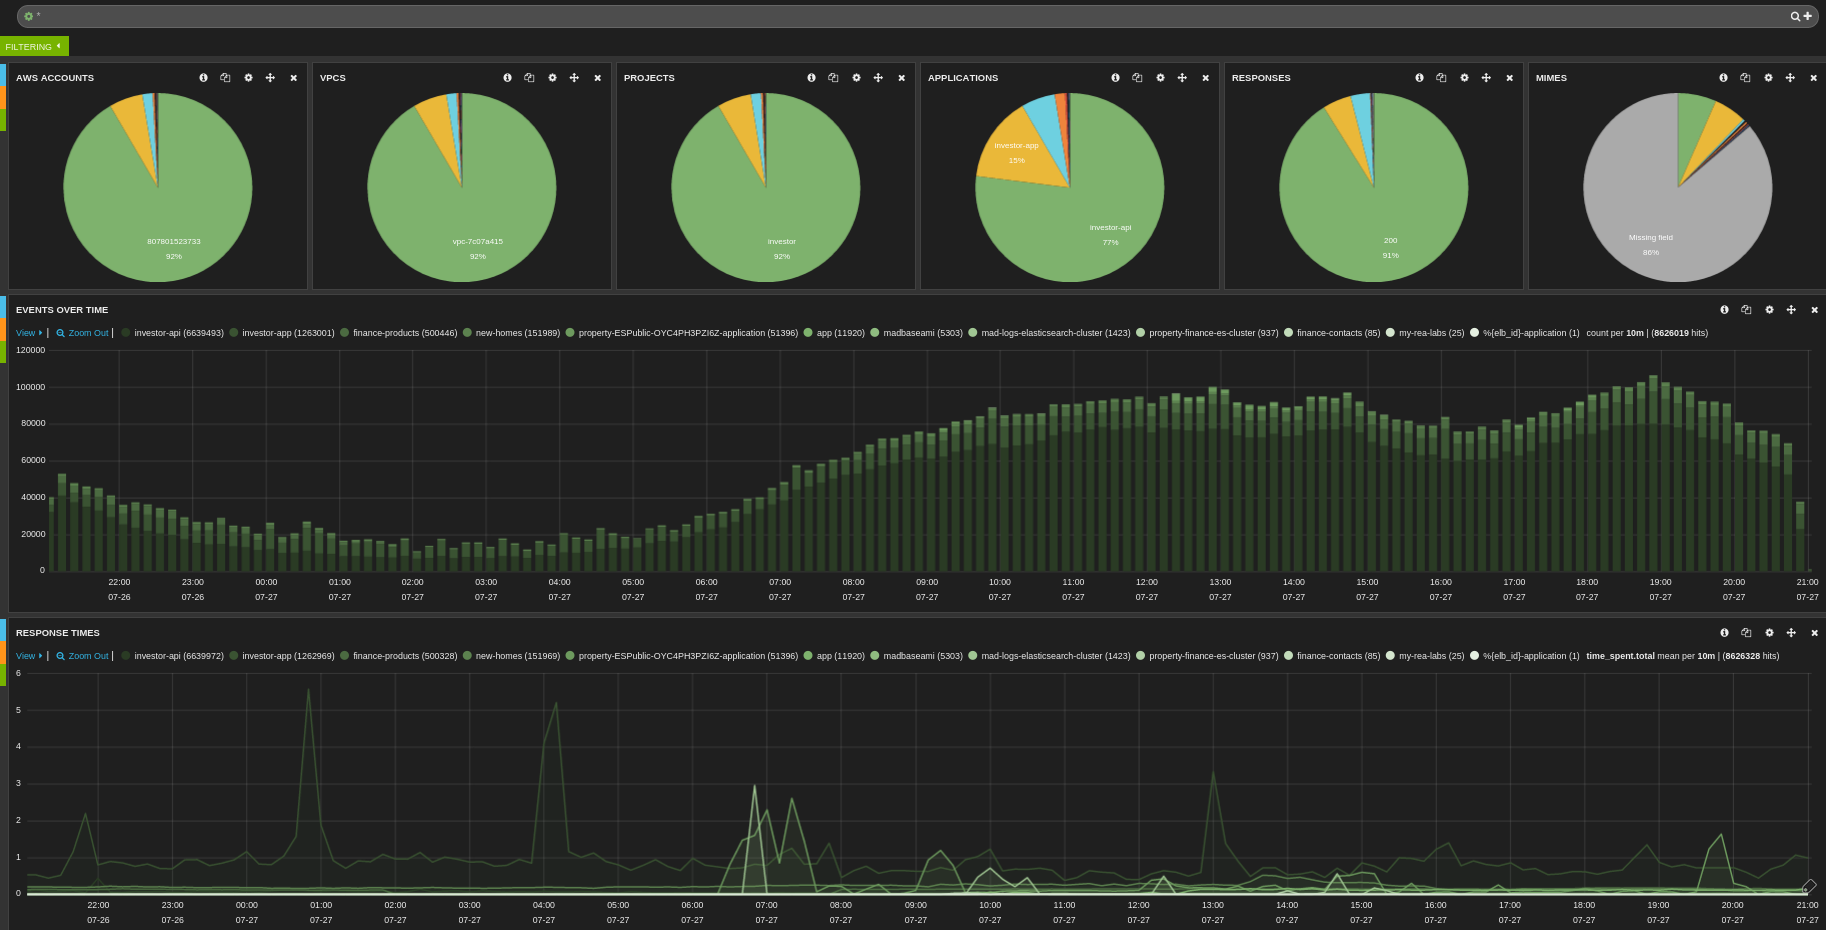 *
FILTERING
AWS ACCOUNTS
VPCS
PROJECTS
APPLICATIONS
RESPONSES
MIMES
807801523733
92%
vpc-7c07a415
92%
investor
92%
investor-app
15%
investor-api
77%
200
91%
Missing field
86%
EVENTS OVER TIME
View | Zoom Out | investor-api (6639493) investor-app (1263001) finance-products (500446) new-homes (151989) property-ESPublic-OYC4PH3PZI6Z-application (51396) app (11920) madbaseami (5303) mad-logs-elasticsearch-cluster (1423) property-finance-es-cluster (937) finance-contacts (85) my-rea-labs (25) %{elb_id}-application (1) count per 10m | (8626019 hits)
120000
100000
80000
60000
40000
20000
0
22:00 23:00 00:00 01:00 02:00 03:00 04:00 05:00 06:00 07:00 08:00 09:00 10:00 11:00 12:00 13:00 14:00 15:00 16:00 17:00 18:00 19:00 20:00 21:00
07-26 07-26 07-27 07-27 07-27 07-27 07-27 07-27 07-27 07-27 07-27 07-27 07-27 07-27 07-27 07-27 07-27 07-27 07-27 07-27 07-27 07-27 07-27 07-27
RESPONSE TIMES
View | Zoom Out | investor-api (6639972) investor-app (1262969) finance-products (500328) new-homes (151969) property-ESPublic-OYC4PH3PZI6Z-application (51396) app (11920) madbaseami (5303) mad-logs-elasticsearch-cluster (1423) property-finance-es-cluster (937) finance-contacts (85) my-rea-labs (25) %{elb_id}-application (1) time_spent.total mean per 10m | (8626328 hits)
6
5
4
3
2
1
0
22:00 23:00 00:00 01:00 02:00 03:00 04:00 05:00 06:00 07:00 08:00 09:00 10:00 11:00 12:00 13:00 14:00 15:00 16:00 17:00 18:00 19:00 20:00 21:00
07-26 07-26 07-27 07-27 07-27 07-27 07-27 07-27 07-27 07-27 07-27 07-27 07-27 07-27 07-27 07-27 07-27 07-27 07-27 07-27 07-27 07-27 07-27 07-27